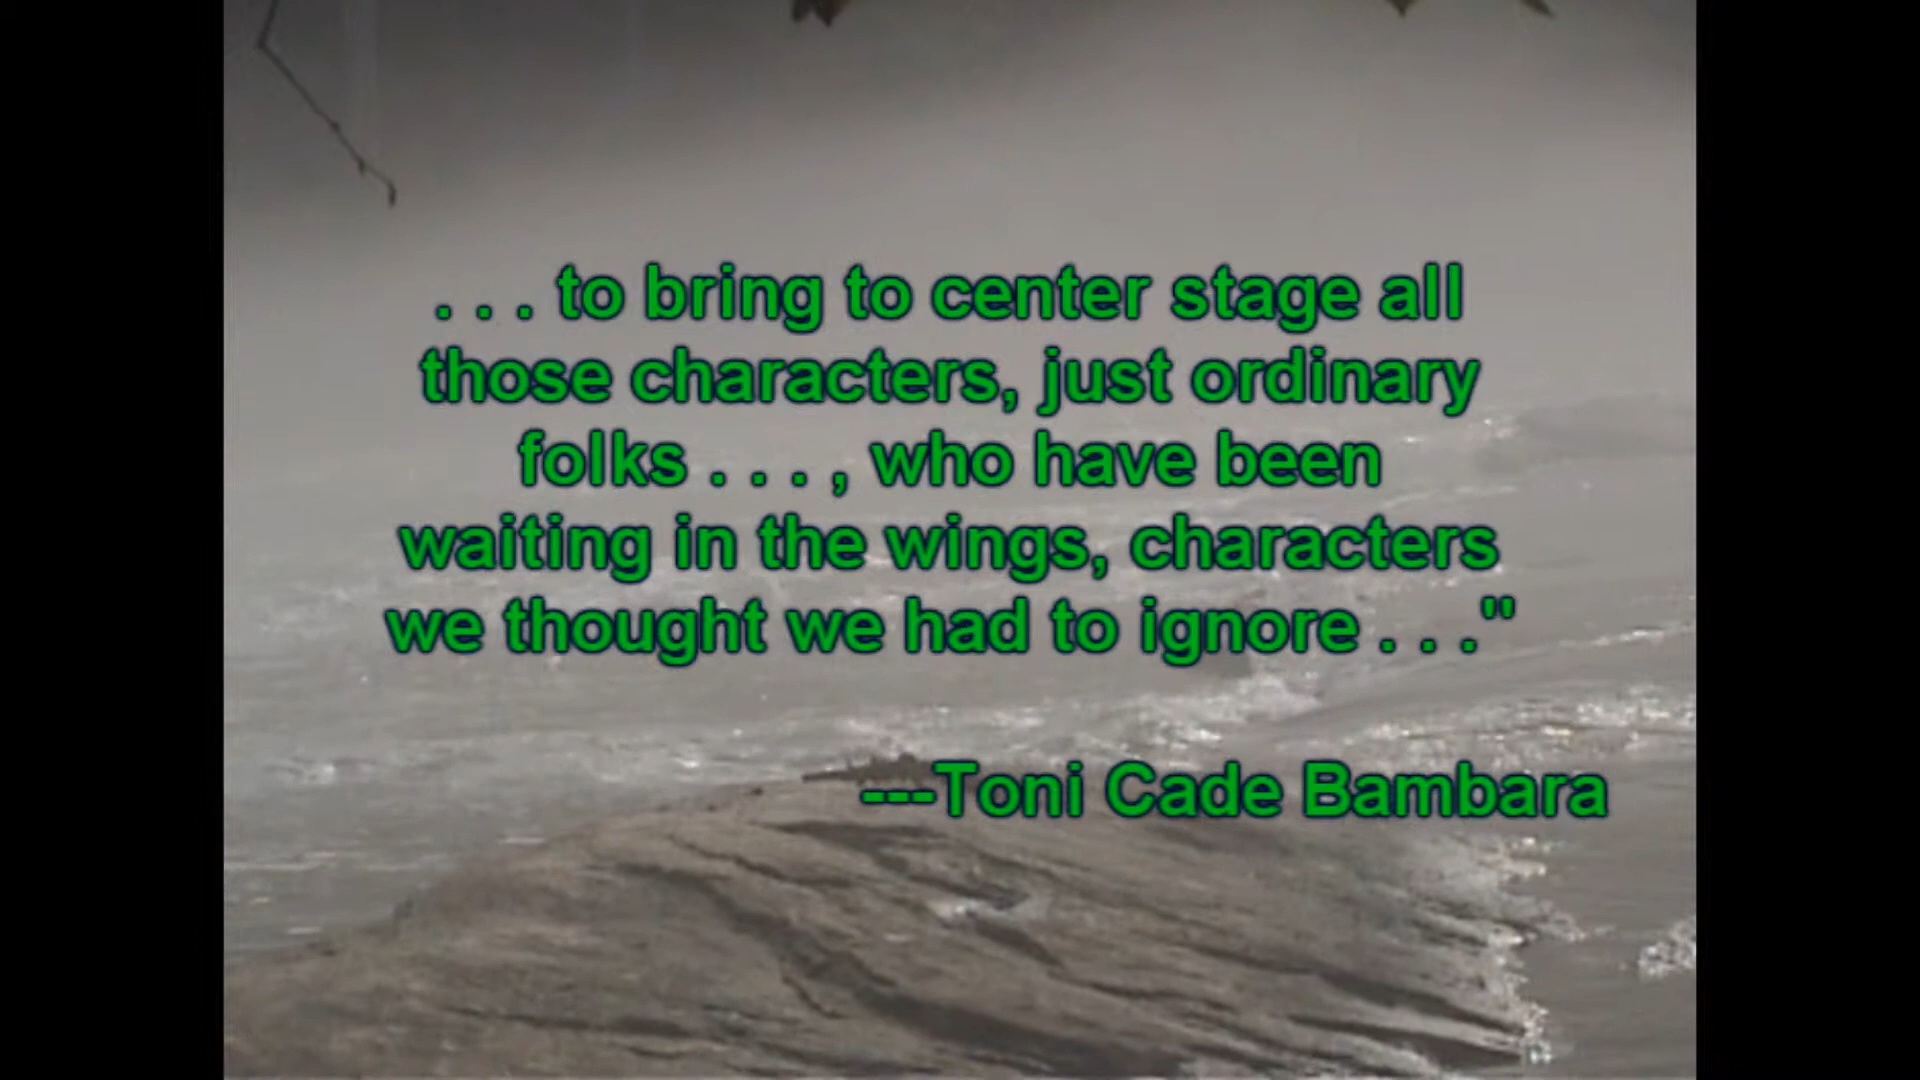 . . . to bring to center stage all
those characters, just ordinary
folks . . . , who have been
waiting in the wings, characters
we thought we had to ignore . . ."
---Toni Cade Bambara